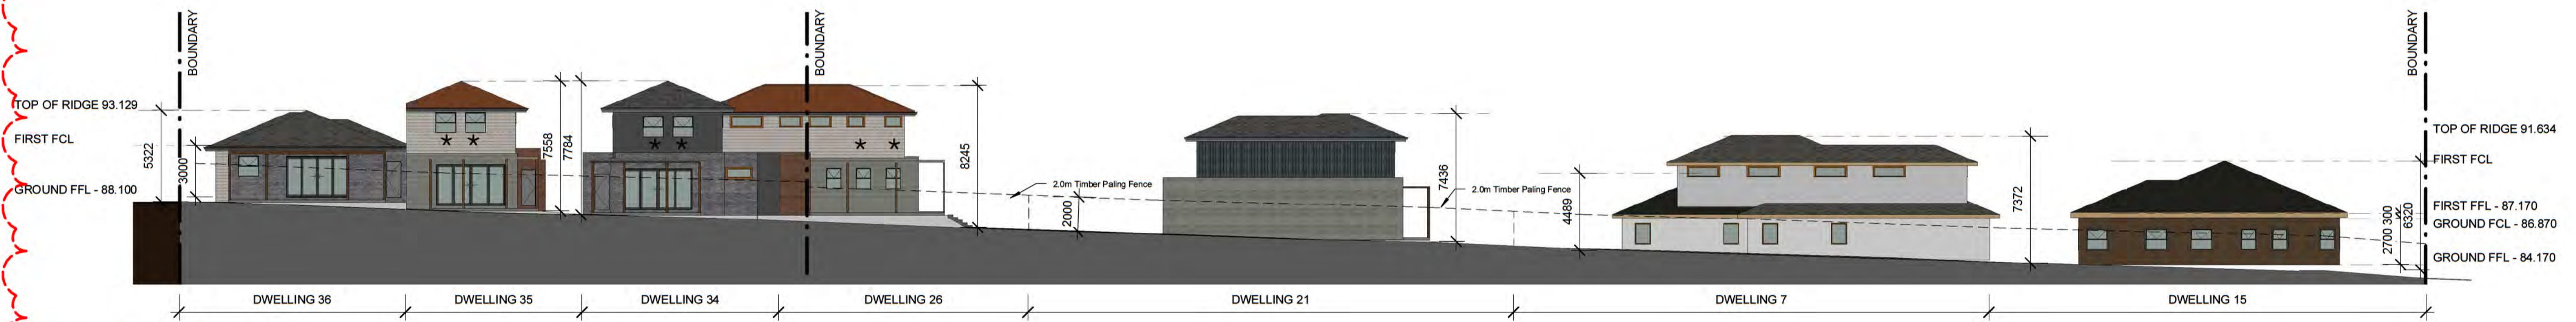 BOUNDARY
BOUNDARY
BOUNDARY
TOP OF RIDGE 93.129
FIRST FCL
GROUND FFL - 88.100
5322
3000
7558
7784
8245
2.0m Timber Paling Fence
2000
7436
2.0m Timber Paling Fence
4489
7372
2700 300
6320
TOP OF RIDGE 91.634
FIRST FCL
FIRST FFL - 87.170
GROUND FCL - 86.870
GROUND FFL - 84.170
DWELLING 36
DWELLING 35
DWELLING 34
DWELLING 26
DWELLING 21
DWELLING 7
DWELLING 15